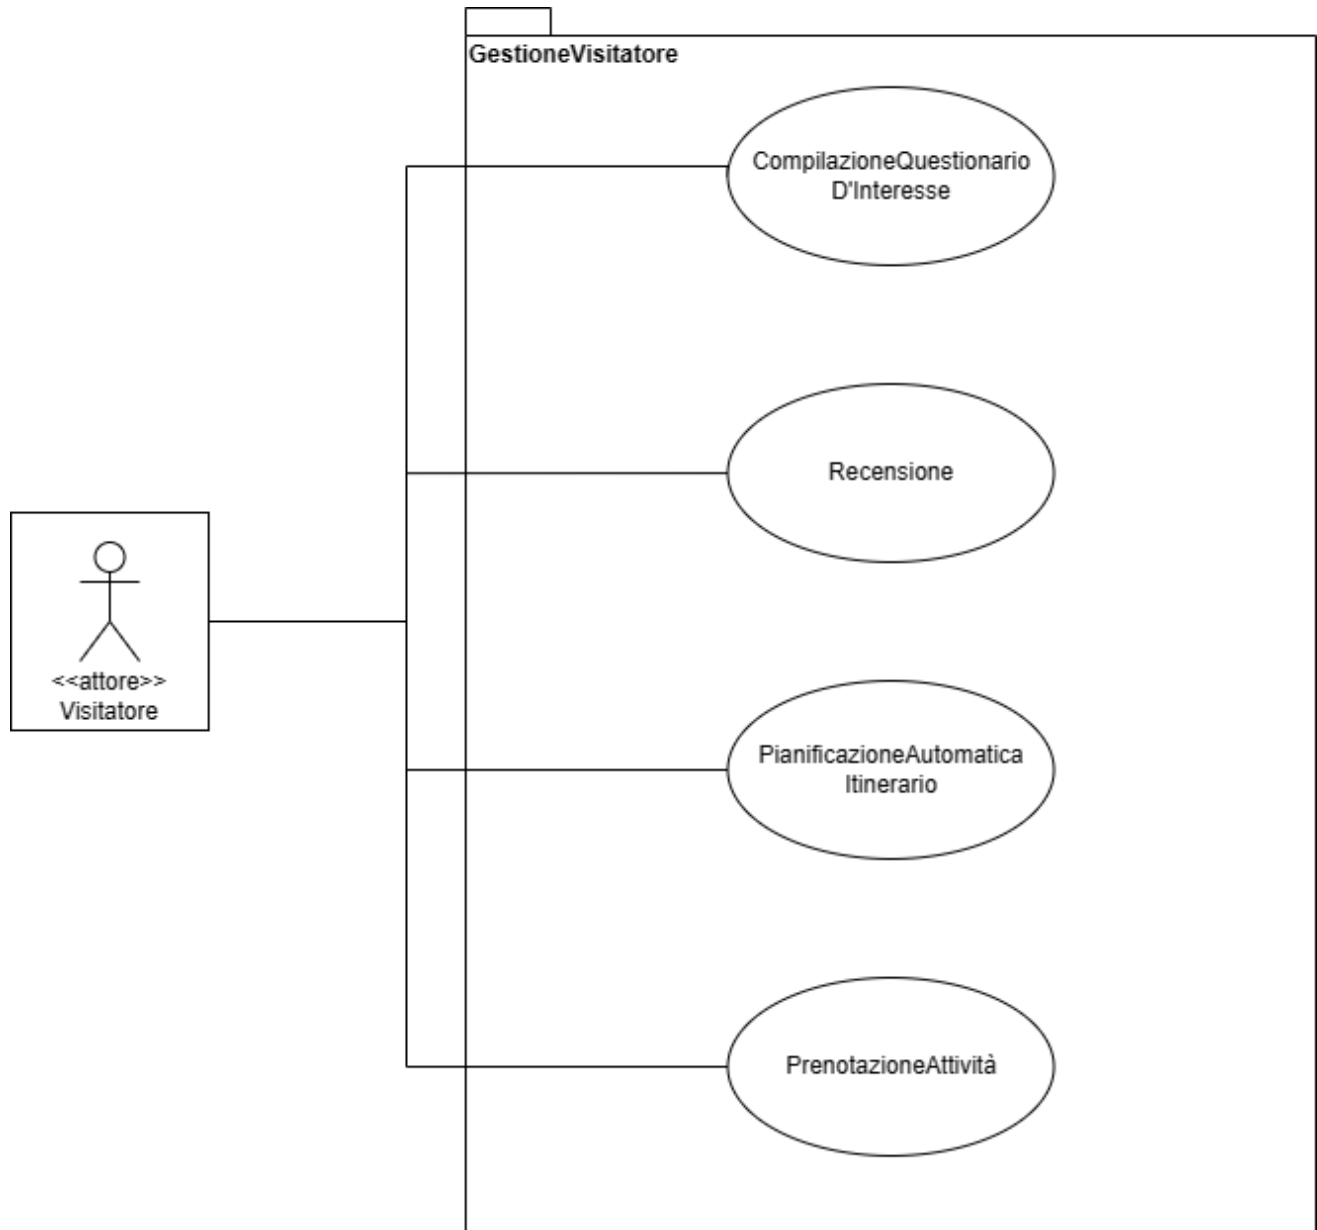 GestioneVisitatore
CompilazioneQuestionario
D'Interesse
Recensione
<<attore>>
Visitatore
PianificazioneAutomatica
Itinerario
PrenotazioneAttività